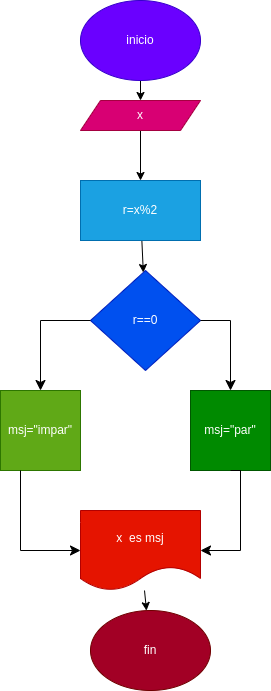 inicio
x
r=x%2
r==0
msj="impar"
msj="par"
x es msj
fin